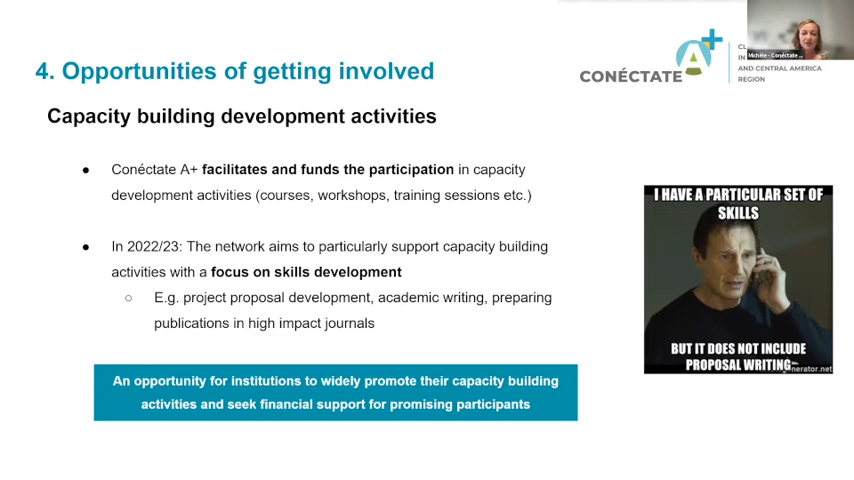 4. Opportunities of getting involved
CONÉCTATE A+
AND CENTRAL AMERICA
REGION
Michèle - Conéctate ...
Capacity building development activities
● Conéctate A+ facilitates and funds the participation in capacity
development activities (courses, workshops, training sessions etc.)
● In 2022/23: The network aims to particularly support capacity building
activities with a focus on skills development
○ E.g. project proposal development, academic writing, preparing
publications in high impact journals
An opportunity for institutions to widely promote their capacity building
activities and seek financial support for promising participants
I HAVE A PARTICULAR SET OF
SKILLS
BUT IT DOES NOT INCLUDE
PROPOSAL WRITING